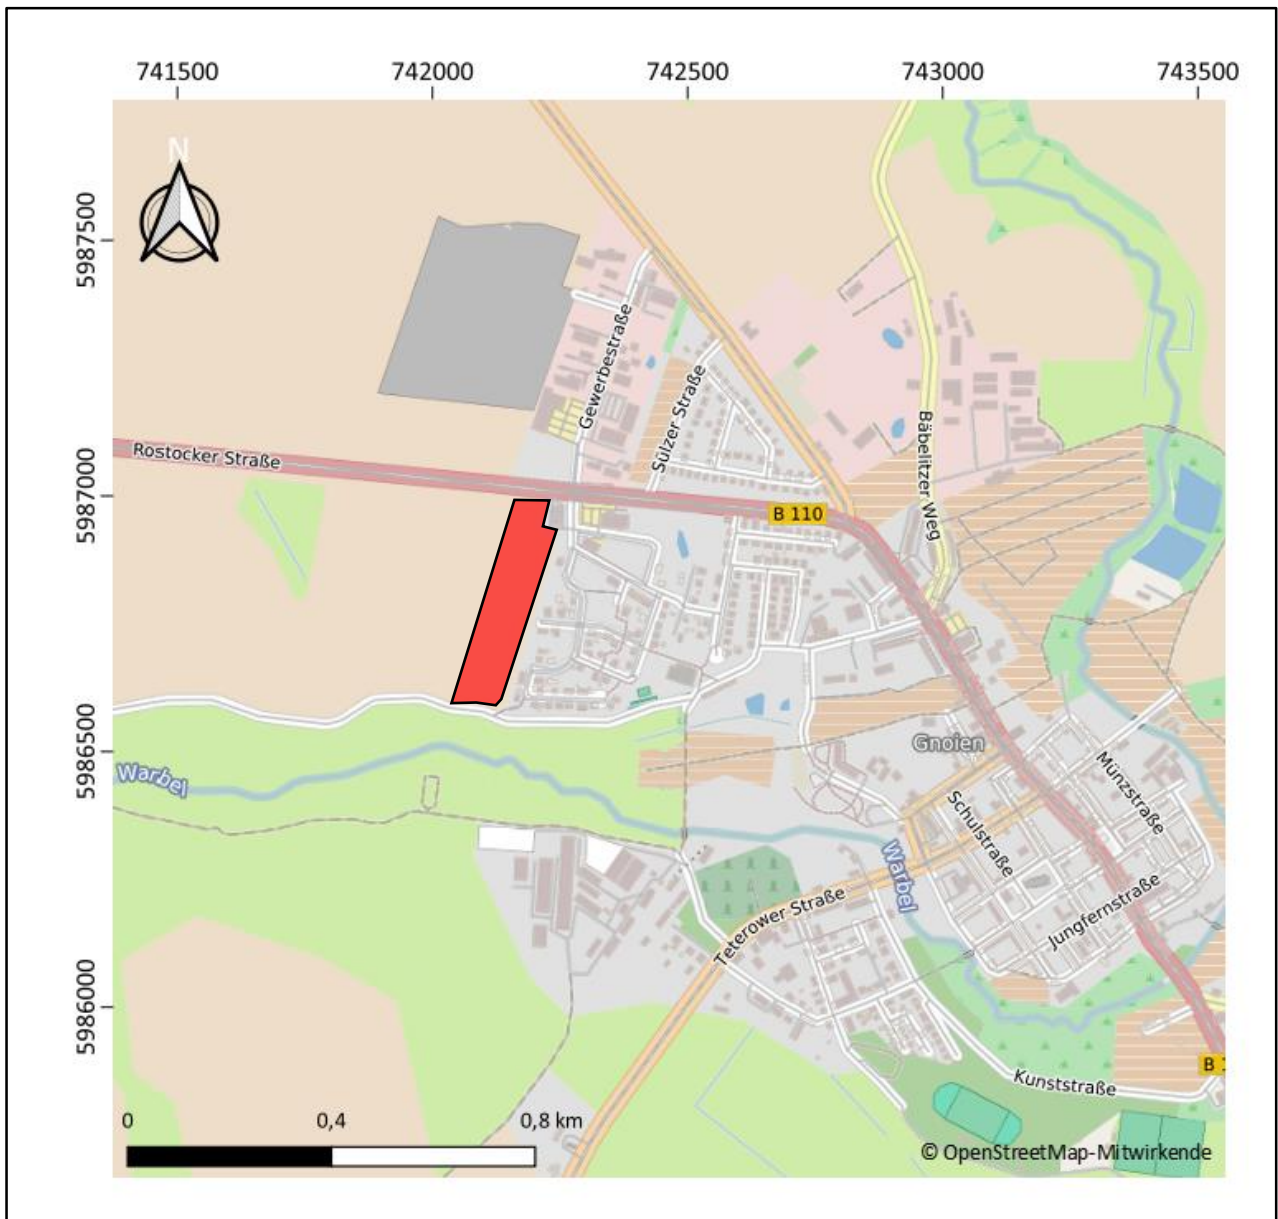 741500 742000 742500 743000 743500
N
5987500
5987000
5986500
5986000
Gewerbestraße
Sülzer Straße
Bäbelitzer Weg
Rostocker Straße
B 110
Gnoien
Warbel
Münzstraße
Schulstraße
Warbel
Jungfernstraße
Teterower Straße
Kunststraße
B 1
0 0,4 0,8 km
© OpenStreetMap-Mitwirkende